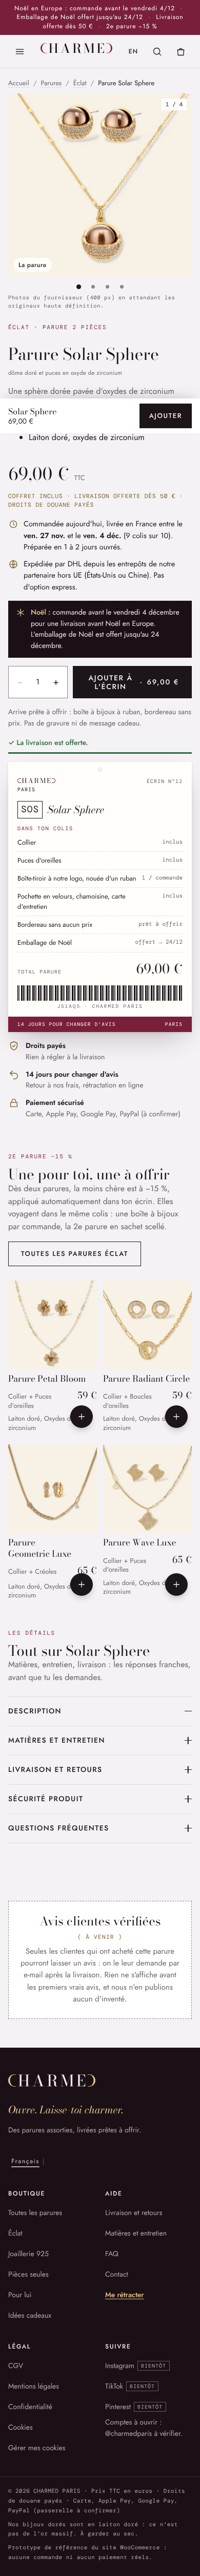 Noël en Europe : commande avant le vendredi 4/12 ·
Emballage de Noël offert jusqu'au 24/12 · Livraison
offerte dès 50 € · 2e parure −15 %
CHARMED
EN
Accueil / Parures / Éclat / Parure Solar Sphere
1 / 4
La parure
Photos du fournisseur (400 px) en attendant les
originaux haute définition.
ÉCLAT · PARURE 2 PIÈCES
Parure Solar Sphere
dôme doré et puces en oxyde de zirconium
Une sphère dorée pavée d'oxydes de zirconium
Solar Sphere
69,00 €
AJOUTER
Laiton doré, oxydes de zirconium
69,00 € TTC
COFFRET INCLUS · LIVRAISON OFFERTE DÈS 50 € ·
DROITS DE DOUANE PAYÉS
Commandée aujourd'hui, livrée en France entre le
ven. 27 nov. et le ven. 4 déc. (9 colis sur 10).
Préparée en 1 à 2 jours ouvrés.
Expédiée par DHL depuis les entrepôts de notre
partenaire hors UE (États-Unis ou Chine). Pas
d'option express.
Noël : commande avant le vendredi 4 décembre
pour une livraison avant Noël en Europe.
L'emballage de Noël est offert jusqu'au 24
décembre.
− 1 +
AJOUTER À L'ÉCRIN · 69,00 €
Arrive prête à offrir : boîte à bijoux à ruban, bordereau sans
prix. Pas de gravure ni de message cadeau.
✓ La livraison est offerte.
CHARMED
PARIS
ÉCRIN N°12
SOS Solar Sphere
DANS TON COLIS
Collier inclus
Puces d'oreilles inclus
Boîte-tiroir à notre logo, nouée d'un ruban 1 / commande
Pochette en velours, chamoisine, carte
d'entretien inclus
Bordereau sans aucun prix prêt à offrir
Emballage de Noël offert → 24/12
TOTAL PARURE 69,00 €
JS1AQS · CHARMED PARIS
14 JOURS POUR CHANGER D'AVIS PARIS
Droits payés
Rien à régler à la livraison
14 jours pour changer d'avis
Retour à nos frais, rétractation en ligne
Paiement sécurisé
Carte, Apple Pay, Google Pay, PayPal (à confirmer)
2E PARURE −15 %
Une pour toi, une à offrir
Dès deux parures, la moins chère est à −15 %,
appliqué automatiquement dans ton écrin. Elles
voyagent dans le même colis : une boîte à bijoux
par commande, la 2e parure en sachet scellé.
TOUTES LES PARURES ÉCLAT
Parure Petal Bloom
Collier + Puces
d'oreilles
59 €
Laiton doré, Oxydes de
zirconium
Parure Radiant Circle
Collier + Boucles
d'oreilles
59 €
Laiton doré, Oxydes de
zirconium
Parure
Geometric Luxe
Collier + Créoles 65 €
Laiton doré, Oxydes de
zirconium
Parure Wave Luxe
Collier + Puces
d'oreilles
65 €
Laiton doré, Oxydes de
zirconium
LES DÉTAILS
Tout sur Solar Sphere
Matières, entretien, livraison : les réponses franches,
avant que tu les demandes.
DESCRIPTION
MATIÈRES ET ENTRETIEN
LIVRAISON ET RETOURS
SÉCURITÉ PRODUIT
QUESTIONS FRÉQUENTES
Avis clientes vérifiées
( À VENIR )
Seules les clientes qui ont acheté cette parure
pourront laisser un avis : on le leur demande par
e-mail après la livraison. Rien ne s'affiche avant
les premiers vrais avis, et nous n'en publions
aucun d'inventé.
CHARMED
Ouvre. Laisse-toi charmer.
Des parures assorties, livrées prêtes à offrir.
Français
BOUTIQUE
Toutes les parures
Éclat
Joaillerie 925
Pièces seules
Pour lui
Idées cadeaux
AIDE
Livraison et retours
Matières et entretien
FAQ
Contact
Me rétracter
LÉGAL
CGV
Mentions légales
Confidentialité
Cookies
Gérer mes cookies
SUIVRE
Instagram BIENTÔT
TikTok BIENTÔT
Pinterest BIENTÔT
Comptes à ouvrir :
@charmedparis à vérifier.
© 2026 CHARMED PARIS · Prix TTC en euros · Droits
de douane payés · Carte, Apple Pay, Google Pay,
PayPal (passerelle à confirmer)
Nos bijoux dorés sont en laiton doré : ce n'est
pas de l'or massif. À garder au sec.
Prototype de référence du site WooCommerce :
aucune commande ni aucun paiement réels.